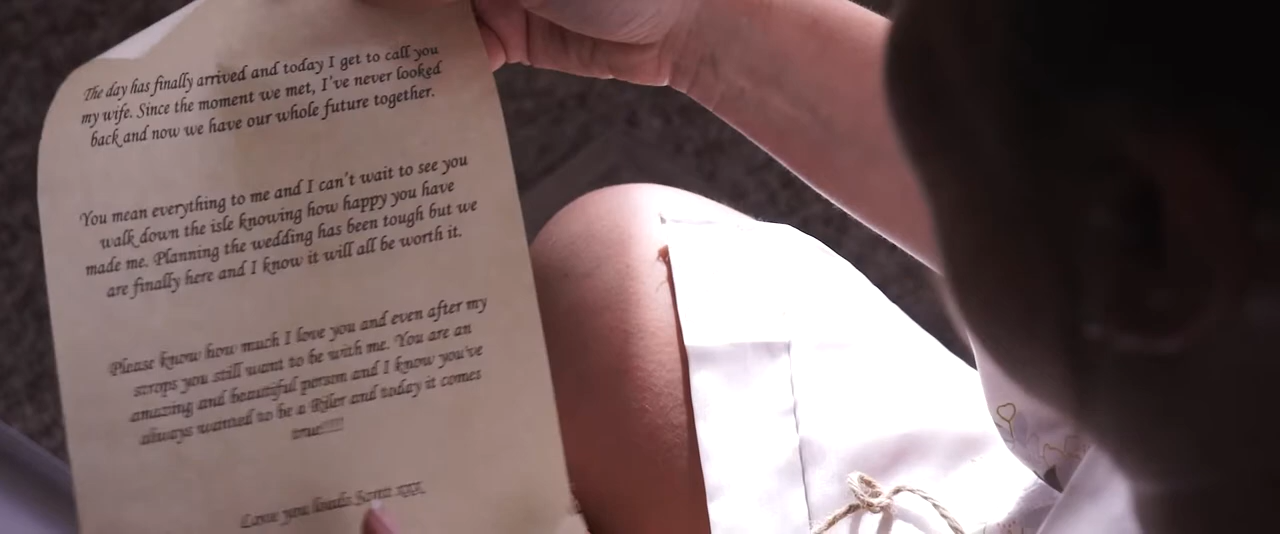 The day has finally arrived and today I get to call you
my wife. Since the moment we met, I've never looked
back and now we have our whole future together.
You mean everything to me and I can't wait to see you
walk down the isle knowing how happy you have
made me. Planning the wedding has been tough but we
are finally here and I know it will all be worth it.
Please know how much I love you and even after my
strops you still want to be with me. You are an
amazing and beautiful person and I know you've
always wanted to be a and today it comes
true!!!!!
Love you loads xxx